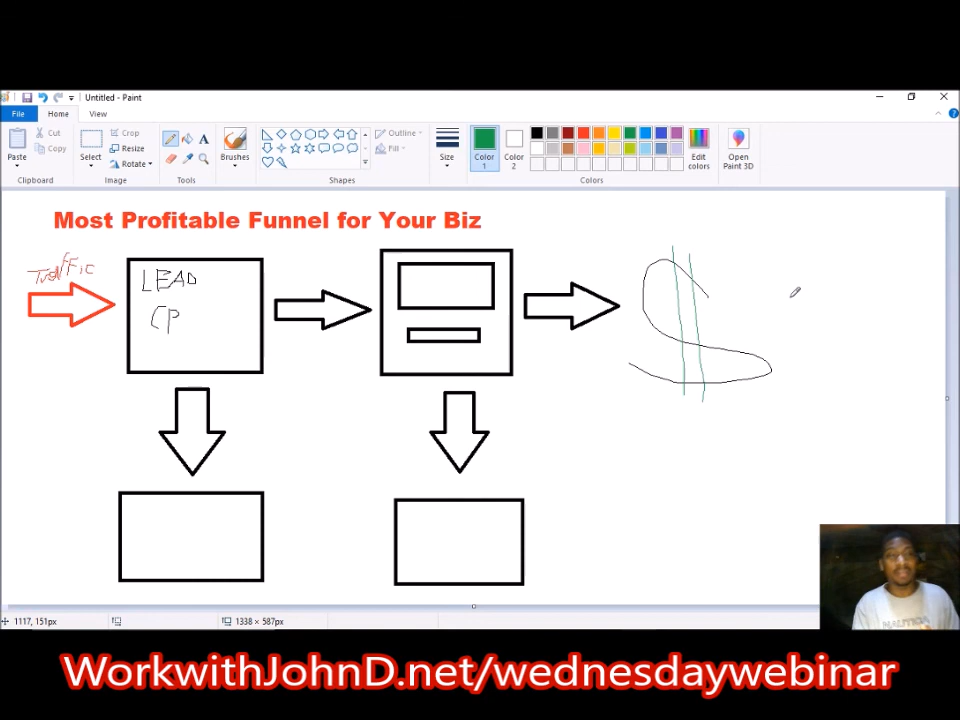 Untitled - Paint
File Home View
Paste
Cut
Copy
Clipboard
Select
Crop
Resize
Rotate
Image
A
Tools
Brushes
Outline
Fill
Shapes
Size
Color 1
Color 2
Edit colors
Open Paint 3D
Colors
Most Profitable Funnel for Your Biz
Traffic
LEAD
CP
$
1117, 151px
1338 × 587px
NAUTICA
WorkwithJohnD.net/wednesdaywebinar